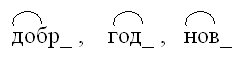 добр_ , год_ , нов_